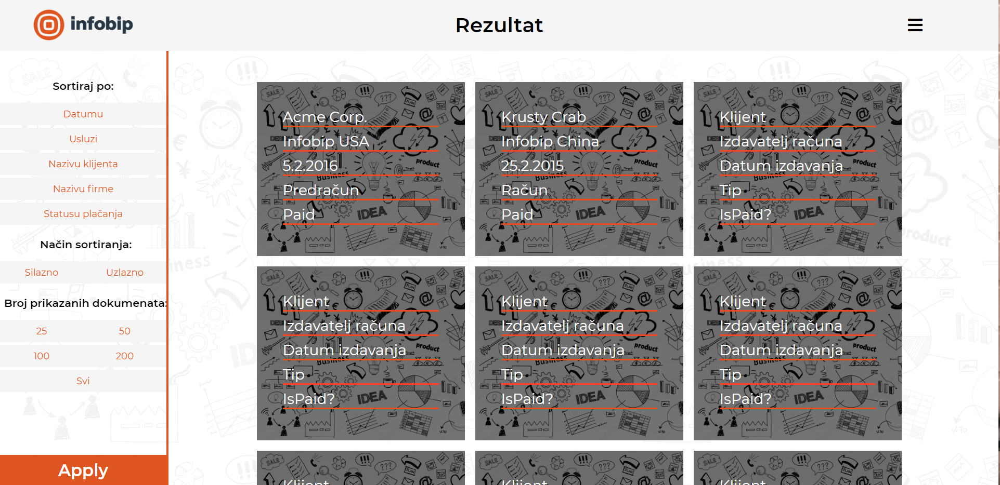 infobip
Rezultat
Sortiraj po:
Datumu
Usluzi
Nazivu klijenta
Nazivu firme
Statusu plačanja
Način sortiranja:
Silazno Uzlazno
Broj prikazanih dokumenata:
25 50
100 200
Svi
Apply
Acme Corp.
Infobip USA
5.2.2016
Predračun
Paid
Krusty Crab
Infobip China
25.2.2015
Račun
Paid
Klijent
Izdavatelj računa
Datum izdavanja
Tip
IsPaid?
Klijent
Izdavatelj računa
Datum izdavanja
Tip
IsPaid?
Klijent
Izdavatelj računa
Datum izdavanja
Tip
IsPaid?
Klijent
Izdavatelj računa
Datum izdavanja
Tip
IsPaid?
Klijent
Klijent
Klijent